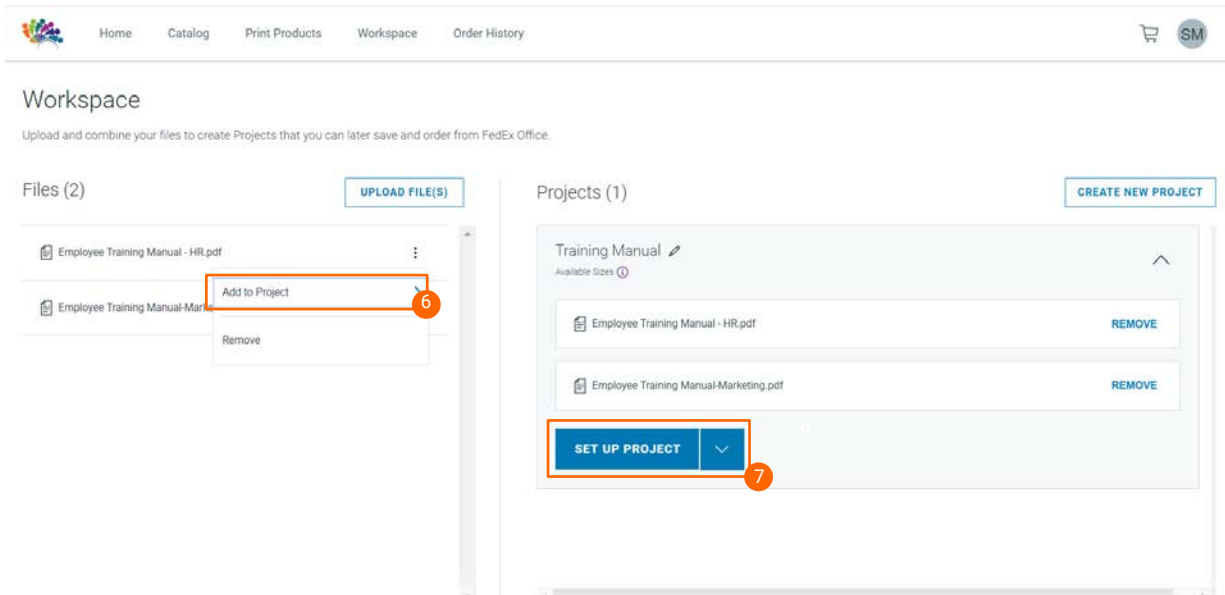 Home Catalog Print Products Workspace Order History SM
Workspace
Upload and combine your files to create Projects that you can later save and order from FedEx Office.
Files (2) UPLOAD FILE(S)
Employee Training Manual - HR.pdf
Add to Project 6
Employee Training Manual-Mark
Remove
Projects (1) CREATE NEW PROJECT
Training Manual
Available Sizes
Employee Training Manual - HR.pdf REMOVE
Employee Training Manual-Marketing.pdf REMOVE
6
SET UP PROJECT
7